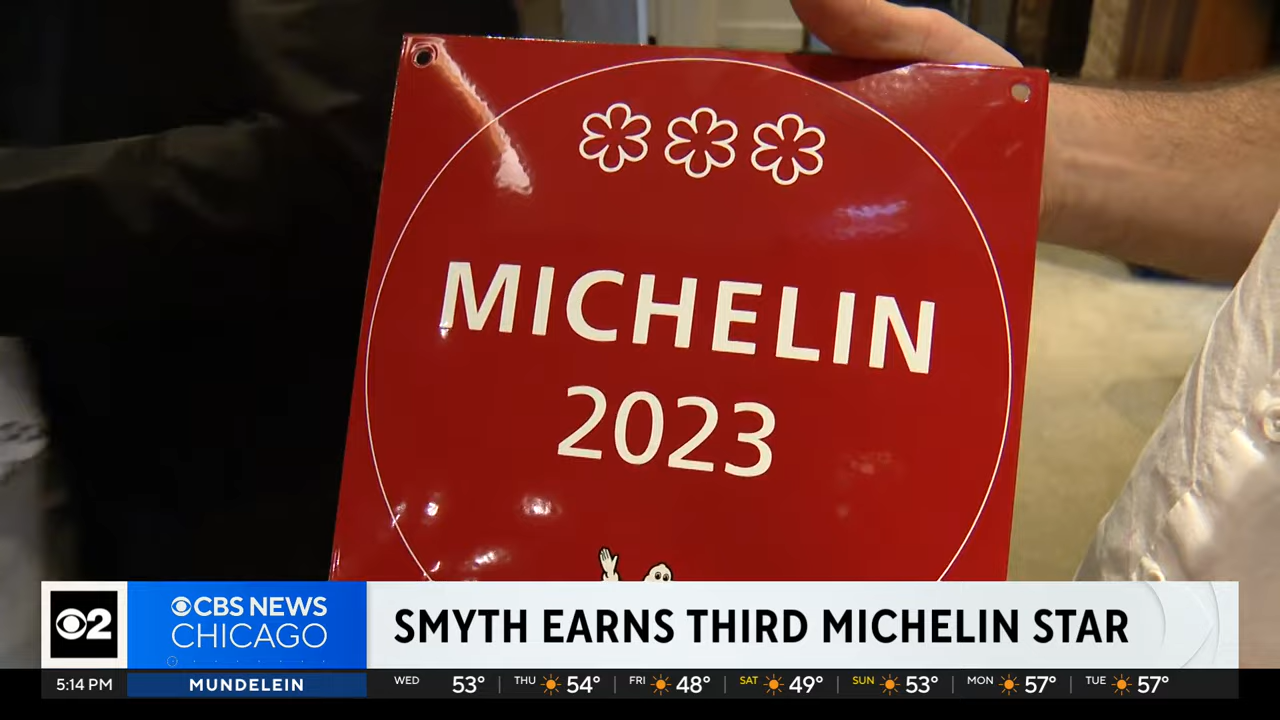 MICHELIN
2023
2
CBS NEWS
CHICAGO
SMYTH EARNS THIRD MICHELIN STAR
5:14 PM MUNDELEIN WED 53° THU 54° FRI 48° SAT 49° SUN 53° MON 57° TUE 57°